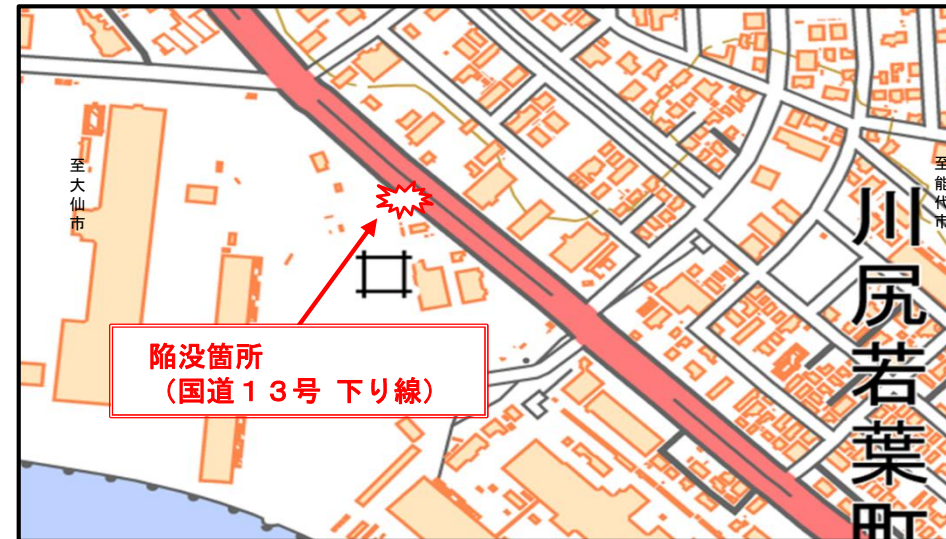 至大仙市
至能代市
川尻若葉町
陥没箇所
（国道１３号 下り線）